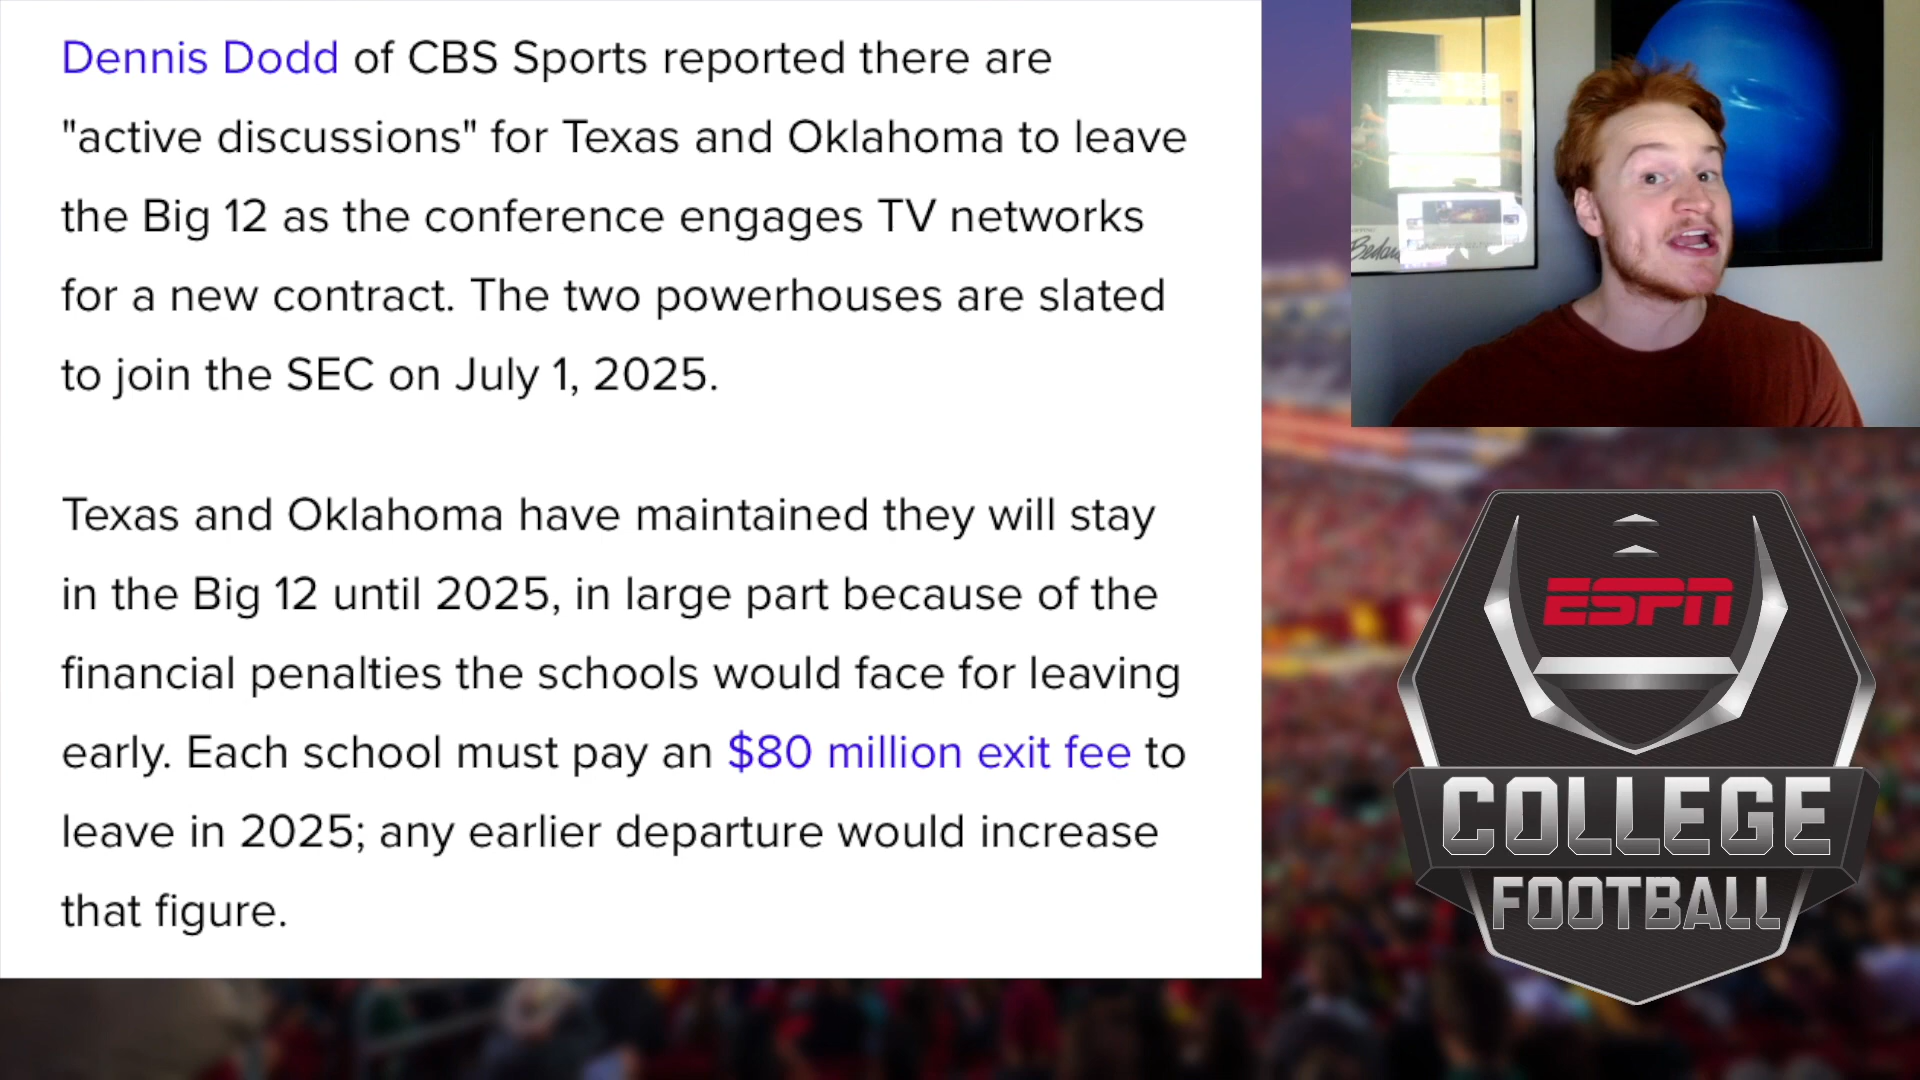 Dennis Dodd of CBS Sports reported there are
"active discussions" for Texas and Oklahoma to leave
the Big 12 as the conference engages TV networks
for a new contract. The two powerhouses are slated
to join the SEC on July 1, 2025.
Texas and Oklahoma have maintained they will stay
in the Big 12 until 2025, in large part because of the
financial penalties the schools would face for leaving
early. Each school must pay an $80 million exit fee to
leave in 2025; any earlier departure would increase
that figure.
ESPN
COLLEGE
FOOTBALL